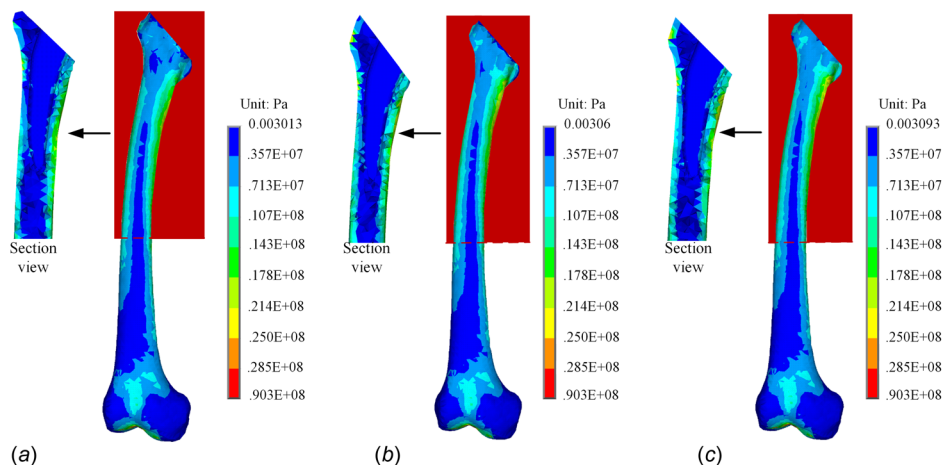 Unit: Pa
0.003013
.357E+07
.713E+07
.107E+08
.143E+08
.178E+08
.214E+08
.250E+08
.285E+08
.903E+08
Section
view
(a)
Unit: Pa
0.00306
.357E+07
.713E+07
.107E+08
.143E+08
.178E+08
.214E+08
.250E+08
.285E+08
.903E+08
Section
view
(b)
Unit: Pa
0.003093
.357E+07
.713E+07
.107E+08
.143E+08
.178E+08
.214E+08
.250E+08
.285E+08
.903E+08
Section
view
(c)